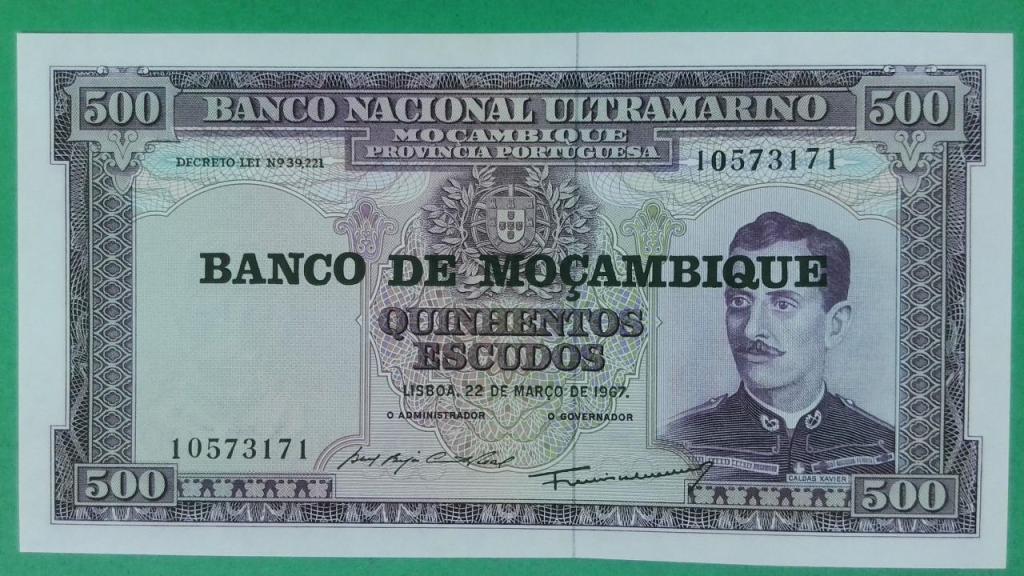 500 BANCO NACIONAL ULTRAMARINO 500
MOÇAMBIQUE
PROVINCIA PORTUGUESA
DECRETO-LEI Nº 39.221
10573171
BANCO DE MOÇAMBIQUE
QUINHENTOS
ESCUDOS
LISBOA, 22 DE MARÇO DE 1967.
O ADMINISTRADOR O GOVERNADOR
10573171
CALDAS XAVIER
500 500